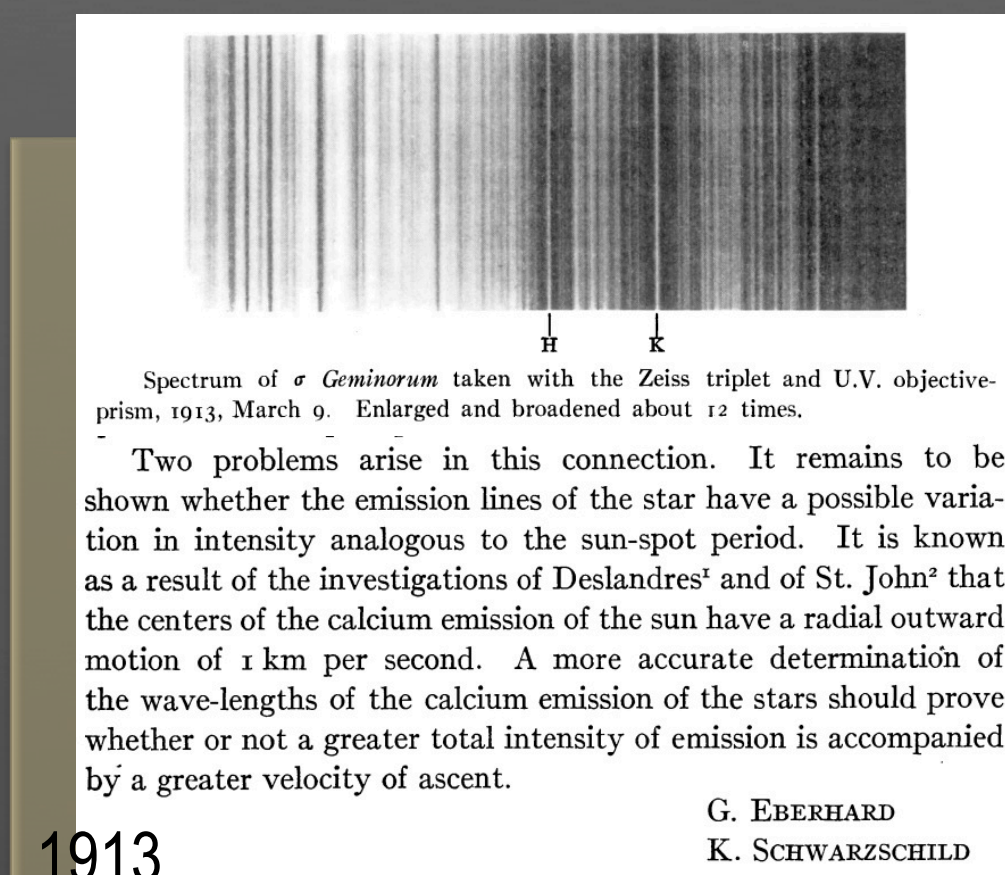 H K
Spectrum of σ Geminorum taken with the Zeiss triplet and U.V. objective-
prism, 1913, March 9. Enlarged and broadened about 12 times.
Two problems arise in this connection. It remains to be
shown whether the emission lines of the star have a possible varia-
tion in intensity analogous to the sun-spot period. It is known
as a result of the investigations of Deslandres¹ and of St. John² that
the centers of the calcium emission of the sun have a radial outward
motion of 1 km per second. A more accurate determination of
the wave-lengths of the calcium emission of the stars should prove
whether or not a greater total intensity of emission is accompanied
by a greater velocity of ascent.
G. EBERHARD
K. SCHWARZSCHILD
1913